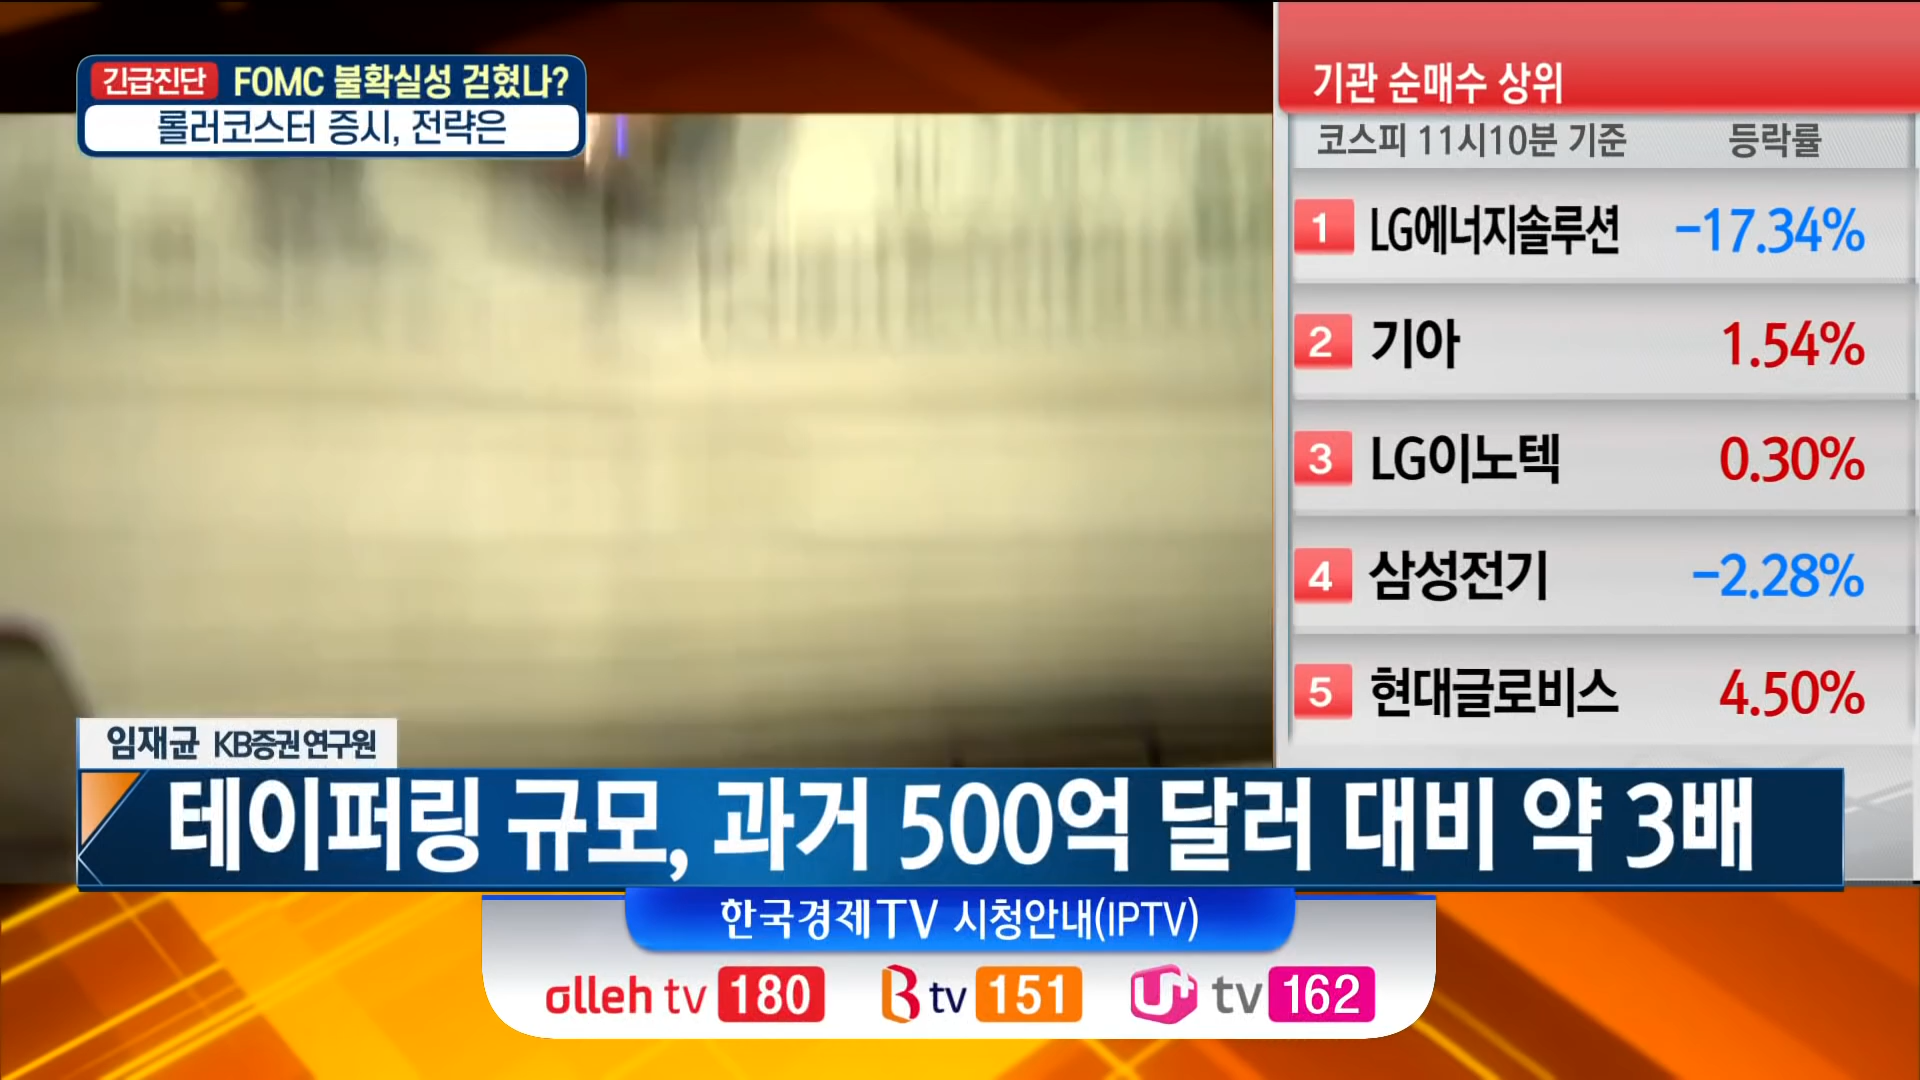 긴급진단 FOMC 불확실성 걷혔나?
롤러코스터 증시, 전략은
기관 순매수 상위
코스피 11시10분 기준 등락률
1 LG에너지솔루션 -17.34%
2 기아 1.54%
3 LG이노텍 0.30%
4 삼성전기 -2.28%
5 현대글로비스 4.50%
임재균 KB증권 연구원
테이퍼링 규모, 과거 500억 달러 대비 약 3배
한국경제TV 시청안내(IPTV)
olleh tv 180 B tv 151 U+ tv 162